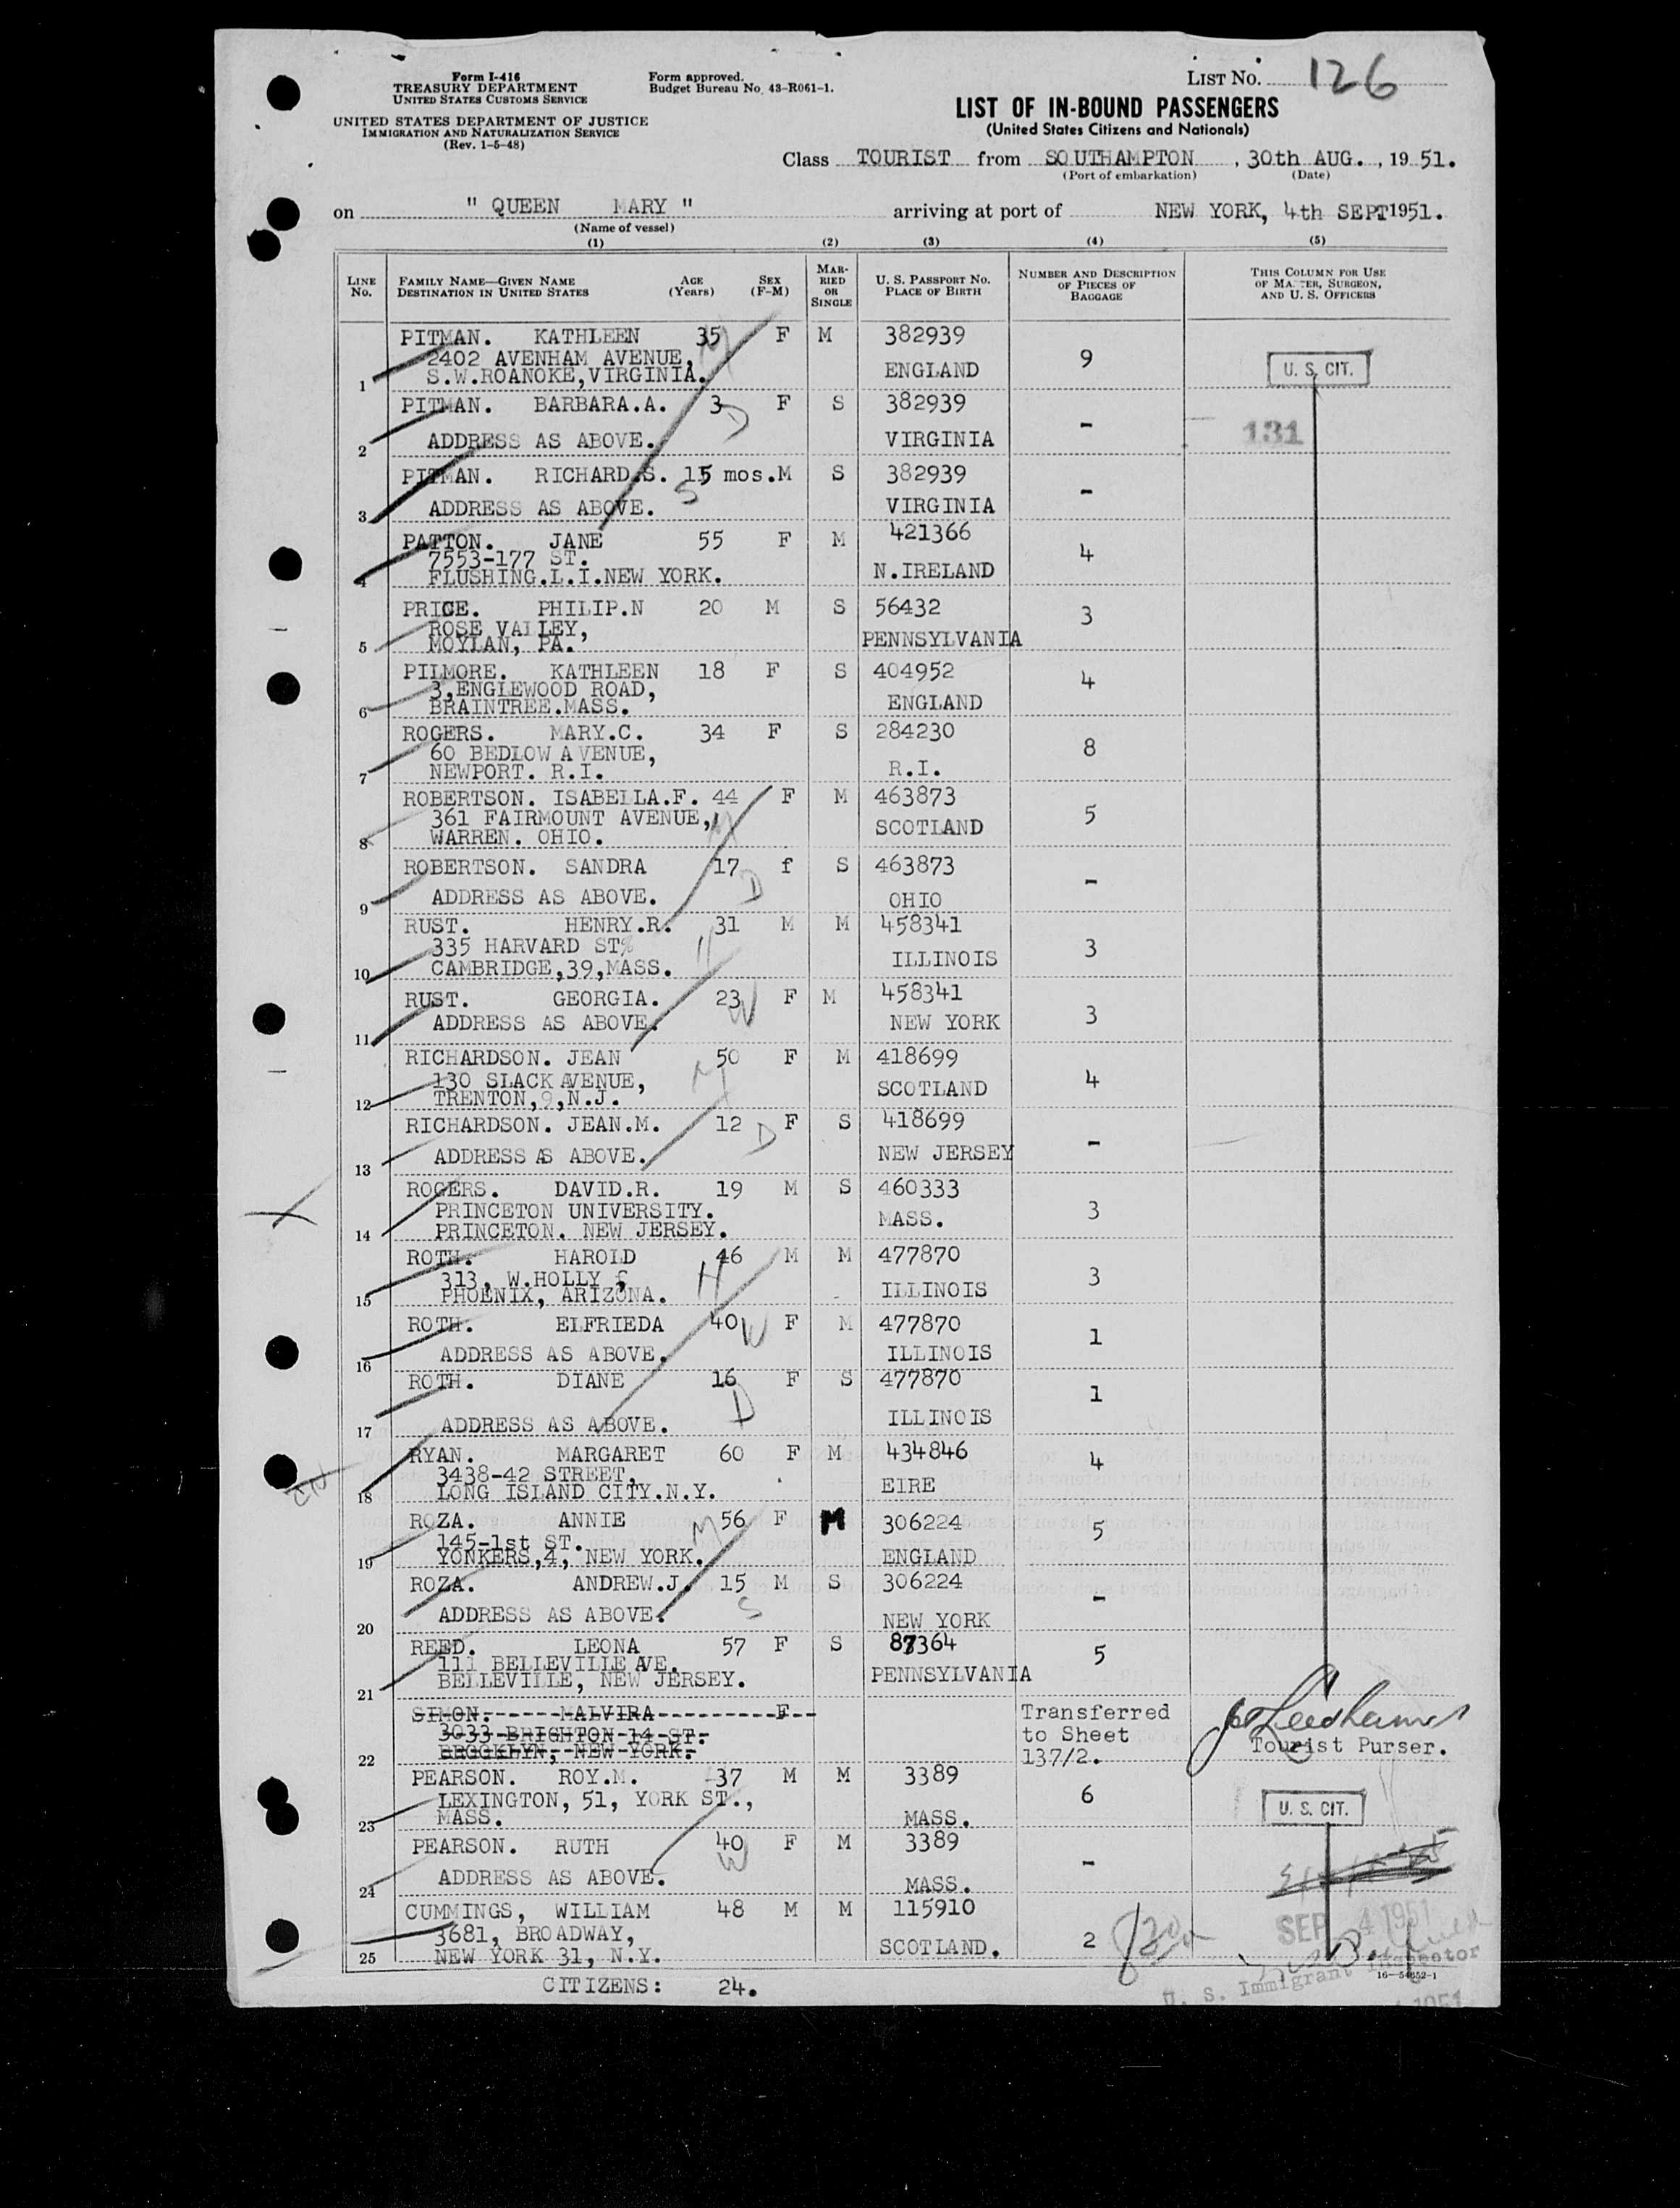 Form I-416
TREASURY DEPARTMENT
UNITED STATES CUSTOMS SERVICE
UNITED STATES DEPARTMENT OF JUSTICE
IMMIGRATION AND NATURALIZATION SERVICE
(Rev. 1-5-48)
Form approved.
Budget Bureau No. 43-R061-1.
LIST NO. 126
LIST OF IN-BOUND PASSENGERS
(United States Citizens and Nationals)
Class TOURIST from SOUTHAMPTON, 30th AUG., 1951.
(Port of embarkation) (Date)
on " QUEEN MARY " arriving at port of NEW YORK, 4th SEPT1951.
(Name of vessel)
(1) (2) (3) (4) (5)
LINE No. FAMILY NAME—GIVEN NAME DESTINATION IN UNITED STATES AGE (Years) SEX (F-M) MARRIED OR SINGLE U. S. PASSPORT NO. PLACE OF BIRTH NUMBER AND DESCRIPTION OF PIECES OF BAGGAGE THIS COLUMN FOR USE OF MASTER, SURGEON, AND U. S. OFFICERS
PITMAN. KATHLEEN 35 F M 382939
2402 AVENHAM AVENUE, M 9
S.W.ROANOKE,VIRGINIA. ENGLAND U. S. CIT.
1
PITMAN. BARBARA.A. 3 D F S 382939 -
131
2 ADDRESS AS ABOVE. VIRGINIA
PITMAN. RICHARD.S. 15 mos. M S 382939 -
S
3 ADDRESS AS ABOVE. VIRGINIA
PATTON. JANE 55 F M 421366
7553-177 ST. 4
4 FLUSHING.L.I.NEW YORK. N.IRELAND
PRICE. PHILIP.N 20 M S 56432 3
ROSE VALLEY,
5 MOYLAN, PA. PENNSYLVANIA
PILMORE. KATHLEEN 18 F S 404952 4
3,ENGLEWOOD ROAD,
6 BRAINTREE.MASS. ENGLAND
ROGERS. MARY.C. 34 F S 284230
60 BEDLOW AVENUE, 8
7 NEWPORT. R.I. R.I.
ROBERTSON. ISABELLA.F. 44 F M 463873
361 FAIRMOUNT AVENUE, M 5
8 WARREN. OHIO. SCOTLAND
ROBERTSON. SANDRA 17 f S 463873
D -
9 ADDRESS AS ABOVE. OHIO
RUST. HENRY.R. 31 M M 458341
335 HARVARD ST% H 3
10 CAMBRIDGE,39,MASS. ILLINOIS
RUST. GEORGIA. 23 W F M 458341
11 ADDRESS AS ABOVE. NEW YORK 3
RICHARDSON. JEAN 50 F M 418699
130 SLACK AVENUE, M 4
12 TRENTON,9,N.J. SCOTLAND
RICHARDSON. JEAN.M. 12 D F S 418699 -
13 ADDRESS AS ABOVE. NEW JERSEY
ROGERS. DAVID.R. 19 M S 460333
PRINCETON UNIVERSITY. 3
14 PRINCETON. NEW JERSEY. MASS.
ROTH. HAROLD 46 M M 477870
313, W.HOLLY H 3
15 PHOENIX, ARIZONA. ILLINOIS
ROTH. ELFRIEDA 40 W F M 477870 1
16 ADDRESS AS ABOVE. ILLINOIS
ROTH. DIANE 16 F S 477870 1
D
17 ADDRESS AS ABOVE. ILLINOIS
RYAN. MARGARET 60 F M 434846 4
3438-42 STREET,
18 LONG ISLAND CITY.N.Y. EIRE
ROZA. ANNIE M 56 F M 306224 5
145-1st ST.
19 YONKERS,4, NEW YORK. ENGLAND
ROZA. ANDREW.J. 15 M S 306224 -
S
20 ADDRESS AS ABOVE. NEW YORK
REED. LEONA 57 F S 87364 5
111 BELLEVILLE AVE.
21 BELLEVILLE, NEW JERSEY. PENNSYLVANIA
SIMON. MALVIRA F Transferred
3033 BRIGHTON 14 ST. to Sheet
22 BROOKLYN, NEW YORK. 137/2. Tourist Purser.
PEARSON. ROY.M. 37 M M 3389
LEXINGTON, 51, YORK ST., 6 U. S. CIT.
23 MASS. MASS.
PEARSON. RUTH 40 F M 3389 -
W
24 ADDRESS AS ABOVE. MASS.
CUMMINGS, WILLIAM 48 M M 115910
3681, BROADWAY, 2 SEP 4 1951
25 NEW YORK 31, N.Y. SCOTLAND.
U. S. Immigrant Inspector
16—54652-1
CITIZENS: 24.